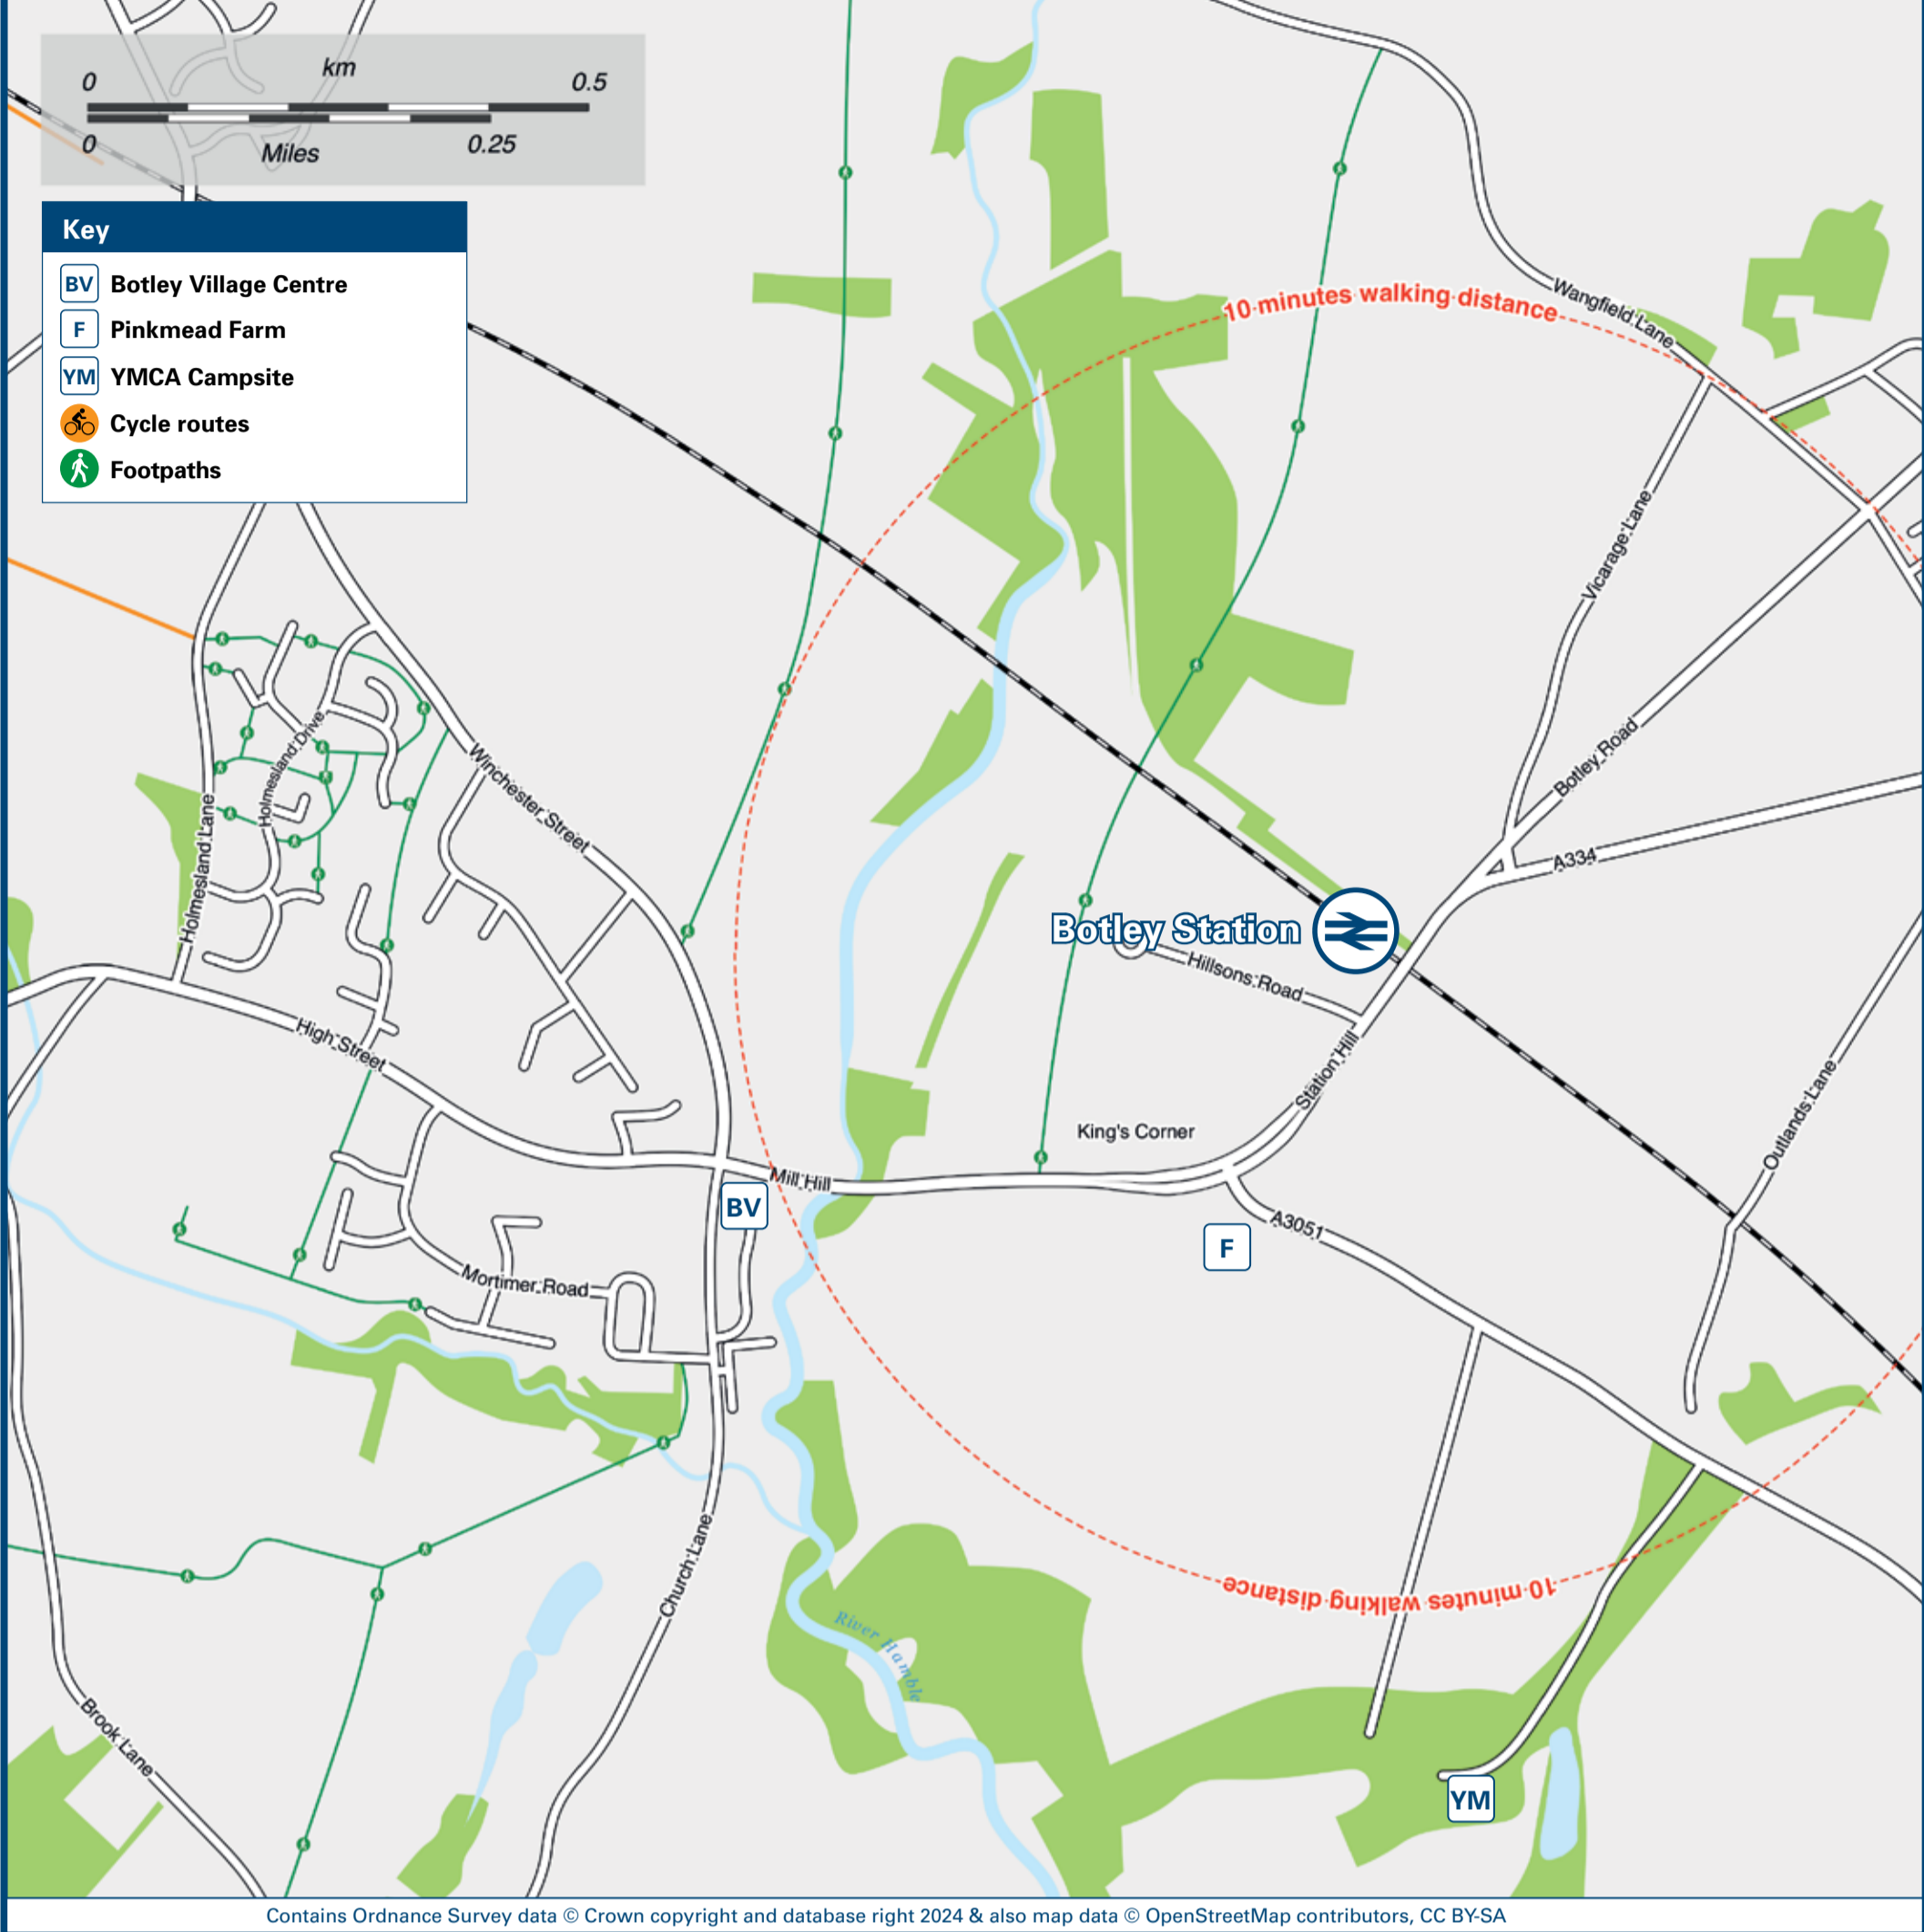 km
0 0.5
0 0.25
Miles
Key
BV Botley Village Centre
F Pinkmead Farm
YM YMCA Campsite
Cycle routes
Footpaths
10 minutes walking distance
Wangfield Lane
Vicarage Lane
Botley Road
A334
Winchester Street
Holmesland Drive
Holmesland Lane
Botley Station
Hillsons Road
High Street
Station Hill
Outlands Lane
King's Corner
Mill Hill
BV
A3051
F
Mortimer Road
Church Lane
10 minutes walking distance
River Hamble
Brook Lane
YM
Contains Ordnance Survey data © Crown copyright and database right 2024 & also map data © OpenStreetMap contributors, CC BY-SA